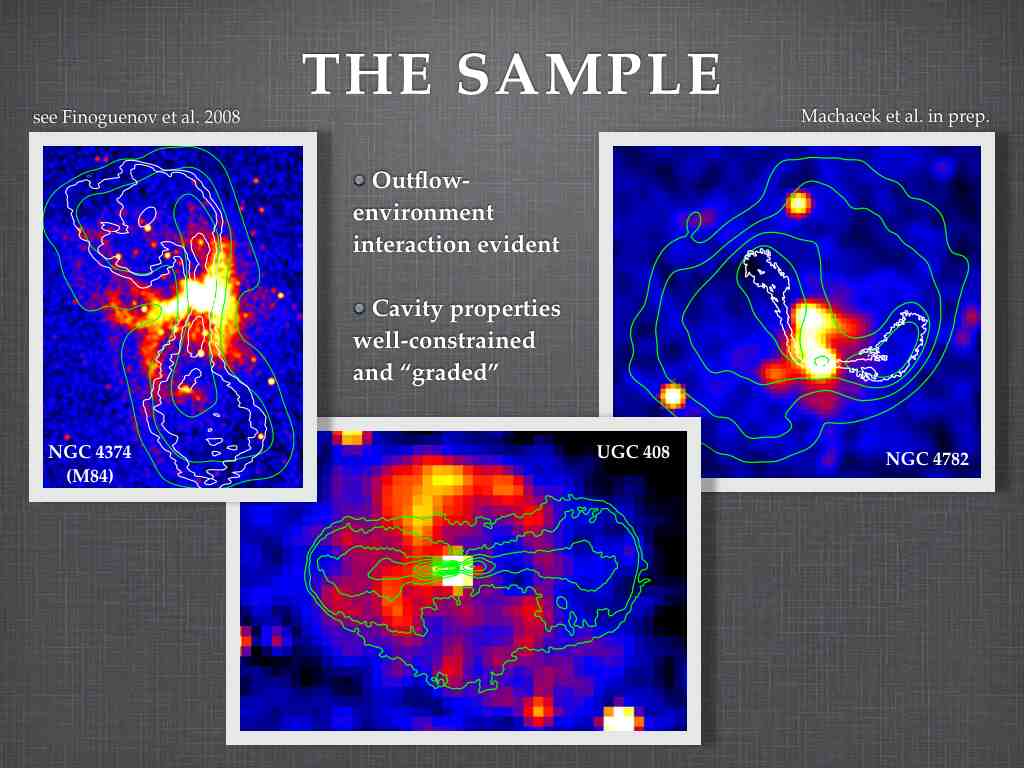 THE SAMPLE
see Finoguenov et al. 2008
Machacek et al. in prep.
• Outflow-
environment
interaction evident
• Cavity properties
well-constrained
and “graded”
NGC 4374
(M84)
UGC 408
NGC 4782